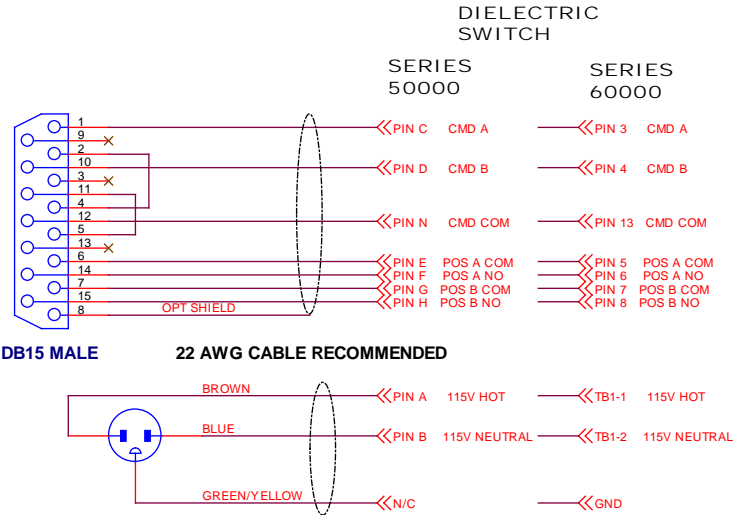 DIELECTRIC
SWITCH
SERIES
50000
SERIES
60000
1
9
2
10
3
11
4
12
5
13
6
14
7
15
8
PIN C CMD A
PIN 3 CMD A
PIN D CMD B
PIN 4 CMD B
PIN N CMD COM
PIN 13 CMD COM
PIN E POS A COM
PIN 5 POS A COM
PIN F POS A NO
PIN 6 POS A NO
PIN G POS B COM
PIN 7 POS B COM
PIN H POS B NO
PIN 8 POS B NO
OPT SHIELD
DB15 MALE
22 AWG CABLE RECOMMENDED
BROWN
PIN A 115V HOT
TB1-1 115V HOT
BLUE
PIN B 115V NEUTRAL
TB1-2 115V NEUTRAL
GREEN/YELLOW
N/C
GND